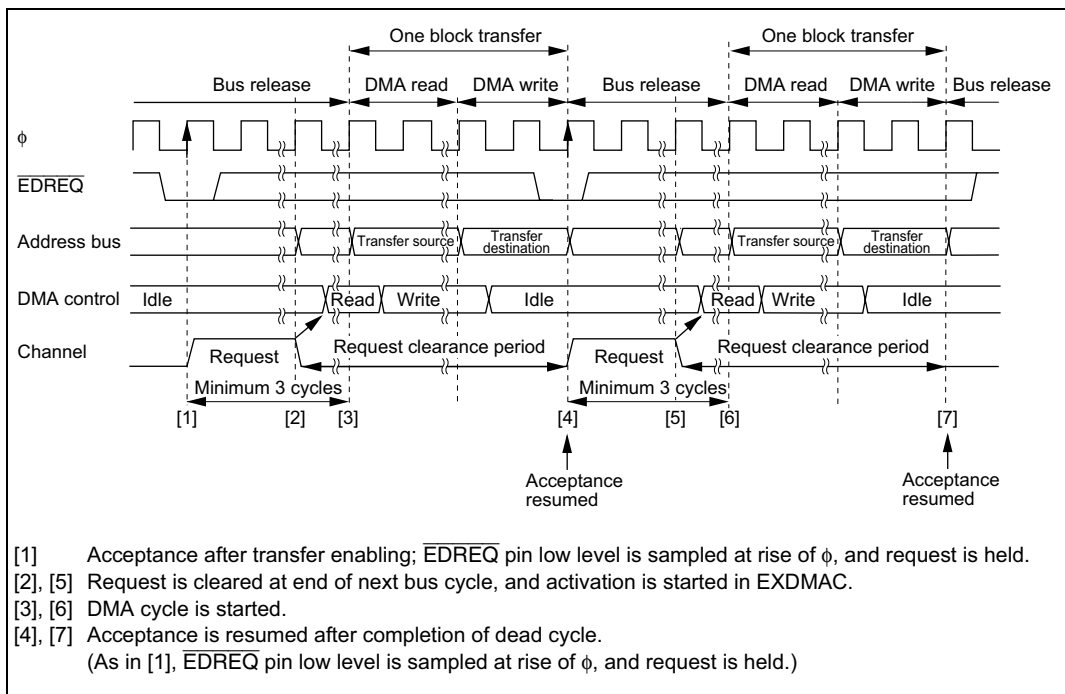 One block transfer One block transfer
Bus release DMA read DMA write Bus release DMA read DMA write Bus release
ϕ
EDREQ
Address bus Transfer source Transfer destination Transfer source Transfer destination
DMA control Idle Read Write Idle Read Write Idle
Channel Request Request clearance period Request Request clearance period
Minimum 3 cycles Minimum 3 cycles
[1] [2] [3] [4] [5] [6] [7]
Acceptance resumed Acceptance resumed
[1] Acceptance after transfer enabling; EDREQ pin low level is sampled at rise of ϕ, and request is held.
[2], [5] Request is cleared at end of next bus cycle, and activation is started in EXDMAC.
[3], [6] DMA cycle is started.
[4], [7] Acceptance is resumed after completion of dead cycle.
(As in [1], EDREQ pin low level is sampled at rise of ϕ, and request is held.)